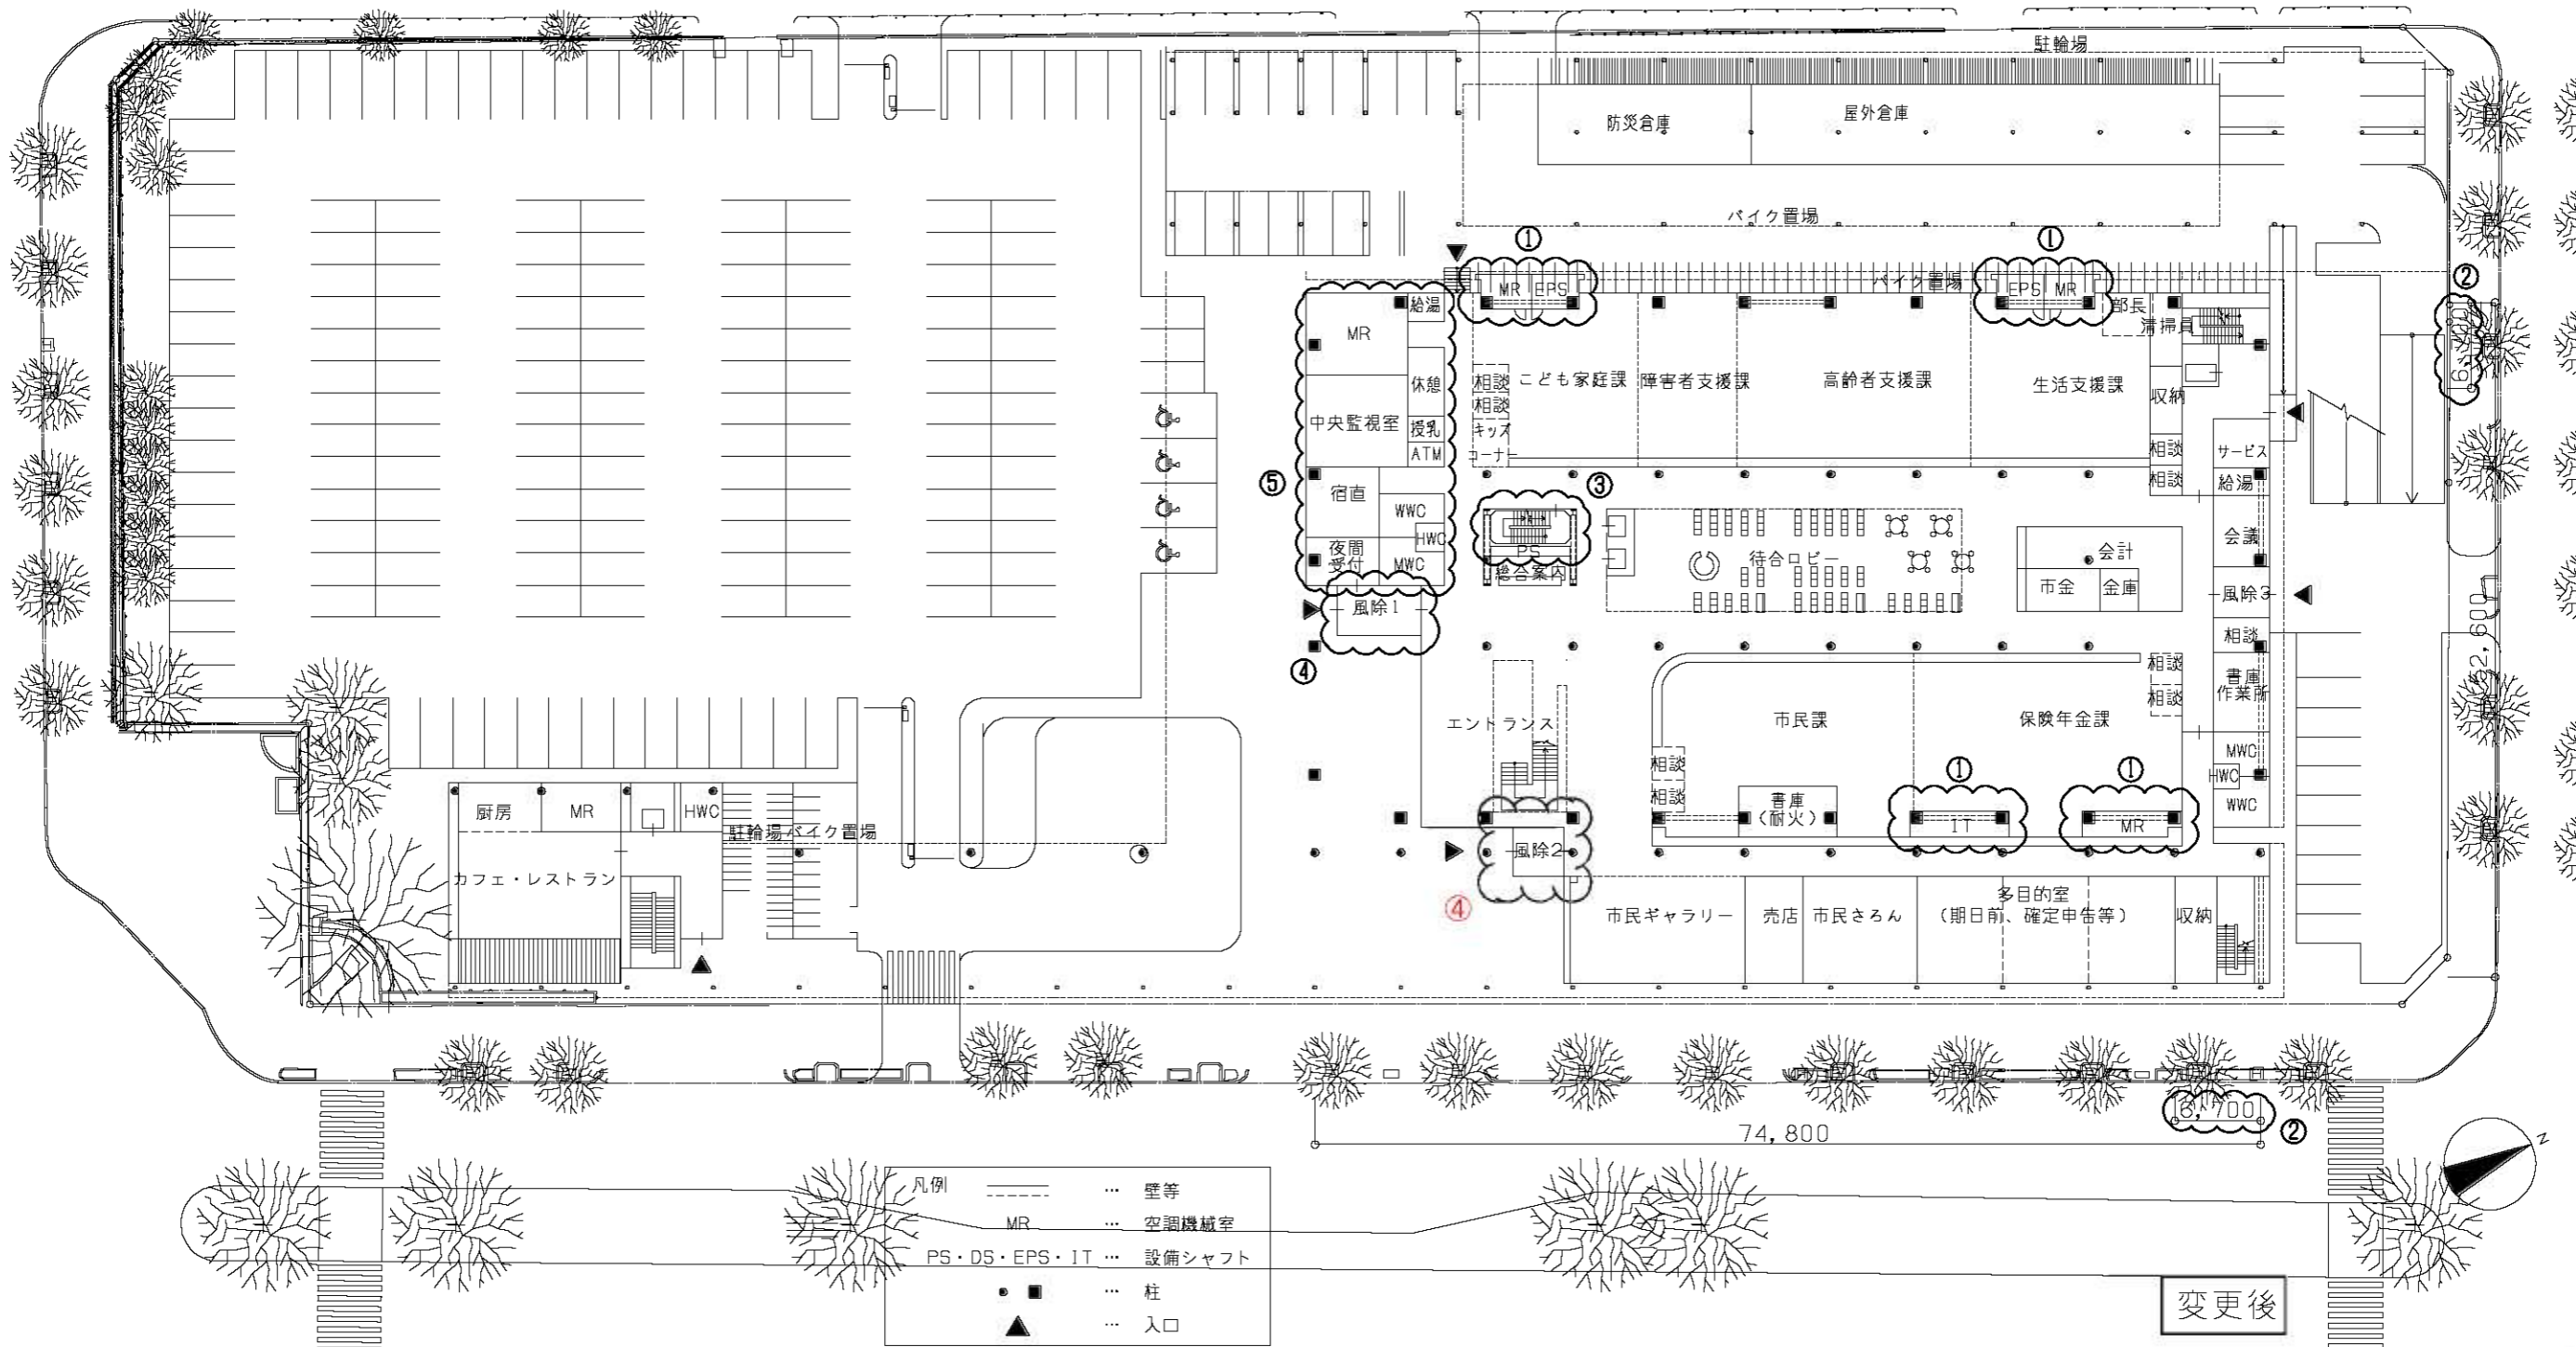 駐輪場
防災倉庫
屋外倉庫
バイク置場
①
①
②
MR
EPS
バイク置場
EPS
MR
給湯
MR
部長
清掃員
6,700
休憩
相談
相談
こども家庭課
障害者支援課
高齢者支援課
生活支援課
収納
中央監視室
授乳
キッズ
コーナー
ATM
相談
相談
サービス
給湯
⑤
宿直
③
WWC
HWC
夜間
受付
MWC
PS
総合案内
待合ロビー
会計
市金
金庫
会議
風除1
風除3
④
相談
62,600
相談
相談
書庫
作業所
エントランス
市民課
保険年金課
相談
相談
MWC
HWC
WWC
①
①
書庫
(耐火)
IT
MR
厨房
MR
HWC
駐輪場
バイク置場
カフェ・レストラン
風除2
④
市民ギャラリー
売店
市民さろん
多目的室
(期日前、確定申告等)
収納
6,700
②
74,800
N
凡例
… 壁等
MR … 空調機械室
PS・DS・EPS・IT … 設備シャフト
… 柱
… 入口
変更後